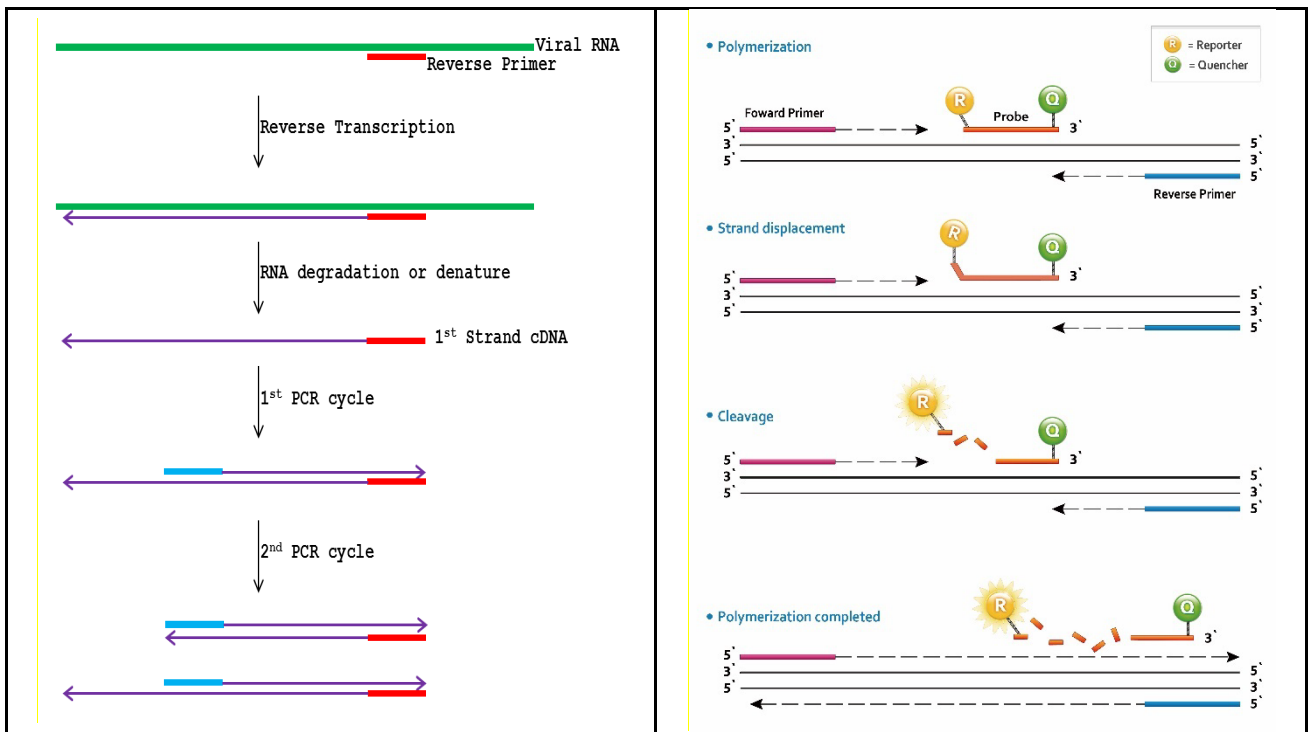 Viral RNA
Reverse Primer
Reverse Transcription
RNA degradation or denature
1st Strand cDNA
1st PCR cycle
2nd PCR cycle
• Polymerization
R = Reporter
Q = Quencher
R Q
Foward Primer Probe
5` 3`
3` 5`
5` 3`
5`
Reverse Primer
• Strand displacement
R Q
5` 3`
3` 5`
5` 3`
5`
• Cleavage
R Q
5` 3`
3` 5`
5` 3`
5`
• Polymerization completed
R Q
3`
5`
3` 5`
5` 3`
5`